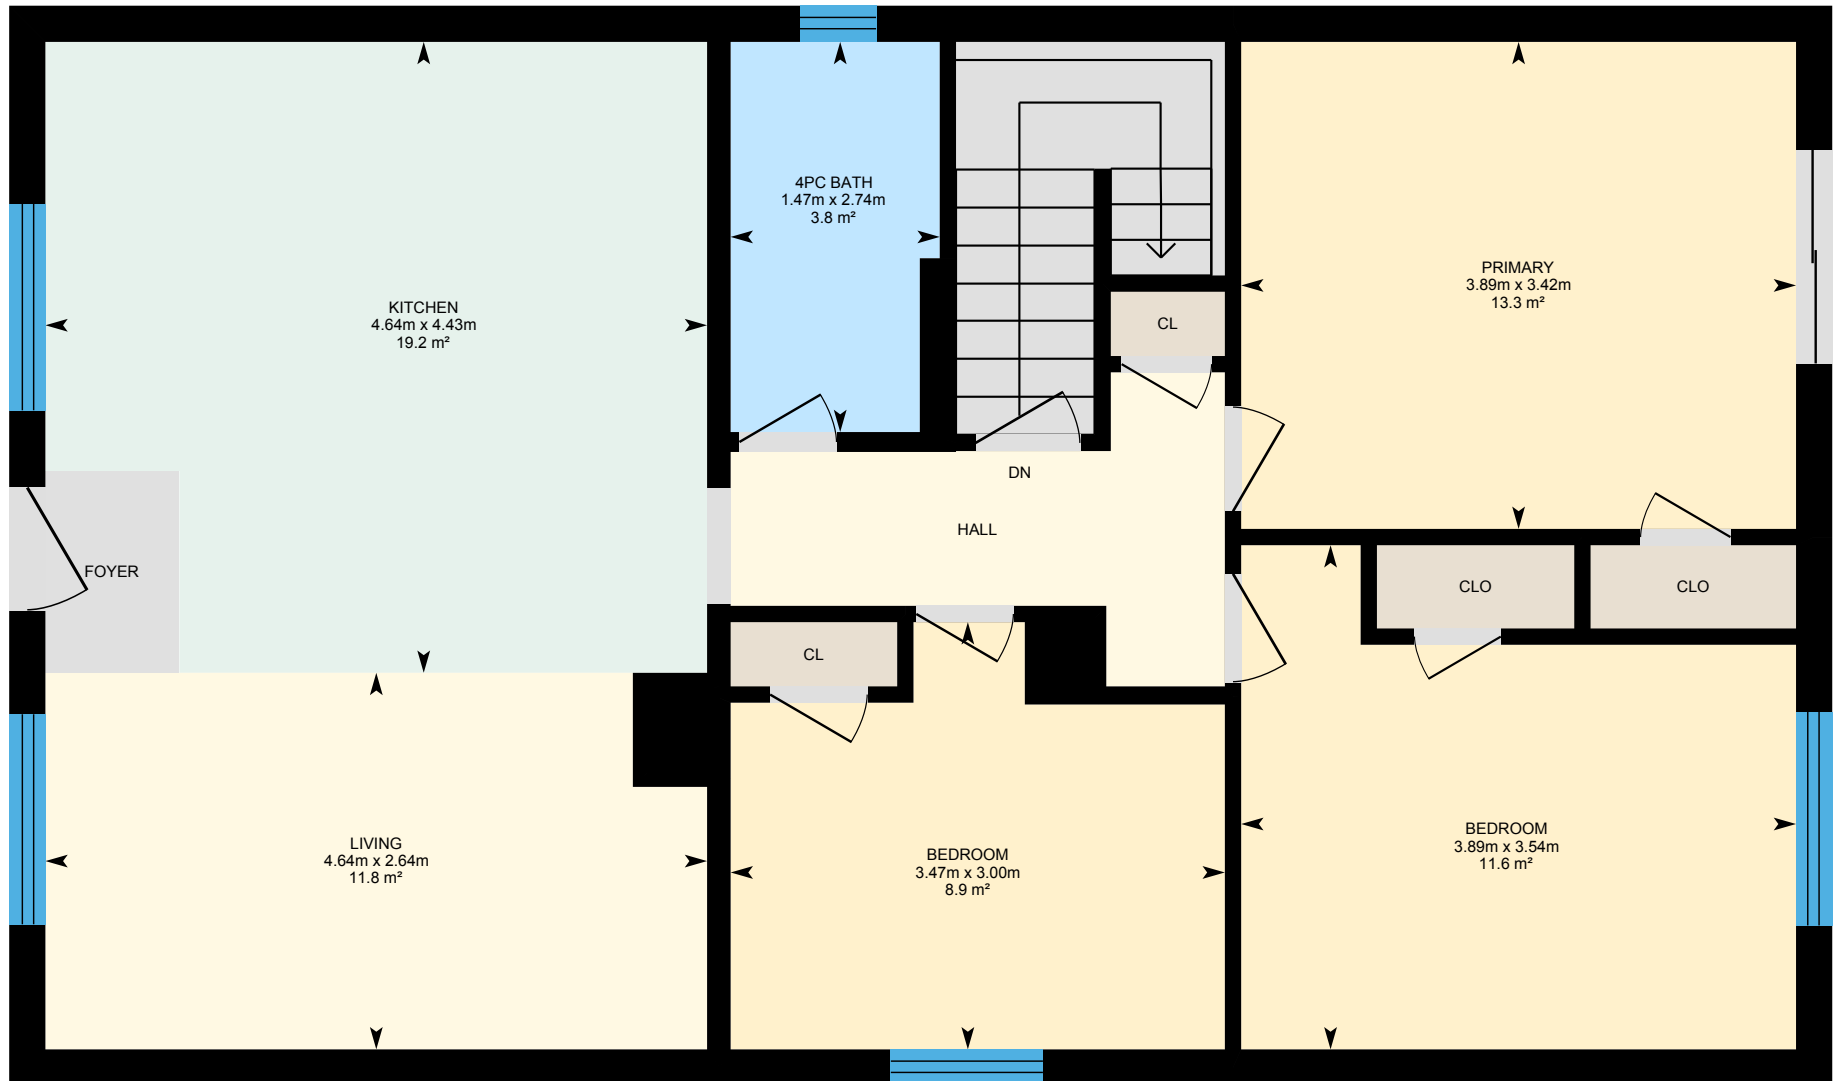 4PC BATH
1.47m x 2.74m
3.8 m²
PRIMARY
3.89m x 3.42m
13.3 m²
KITCHEN
4.64m x 4.43m
19.2 m²
CL
DN
HALL
FOYER
CLO
CLO
CL
LIVING
4.64m x 2.64m
11.8 m²
BEDROOM
3.47m x 3.00m
8.9 m²
BEDROOM
3.89m x 3.54m
11.6 m²